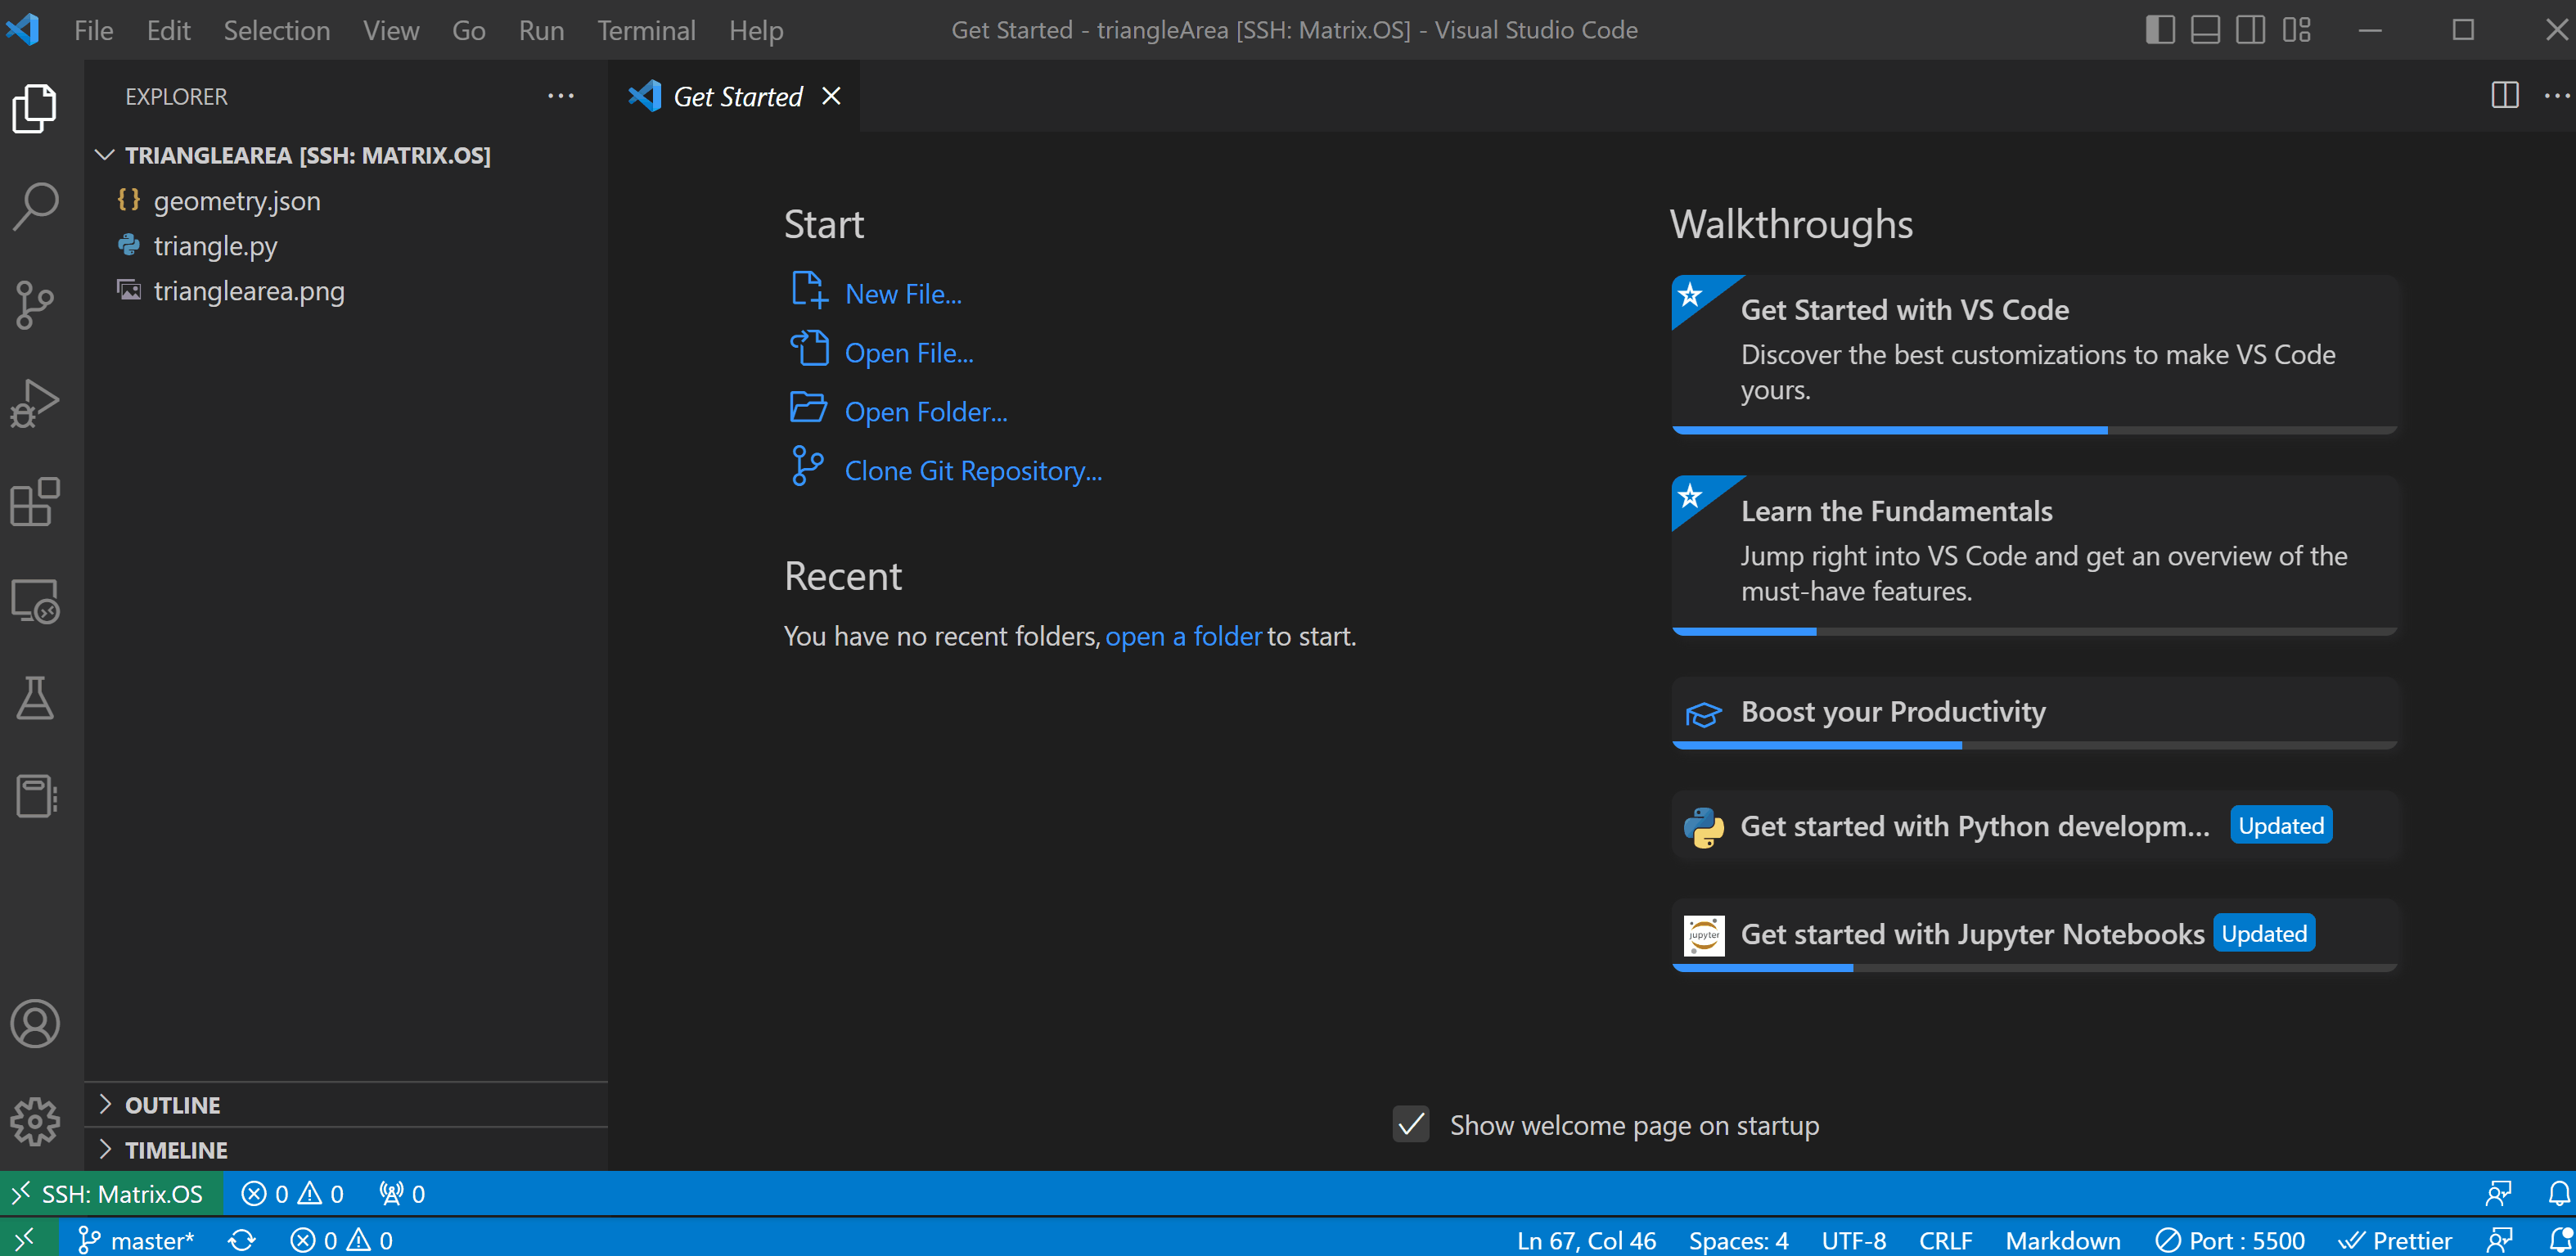 File Edit Selection View Go Run Terminal Help
Get Started - triangleArea [SSH: Matrix.OS] - Visual Studio Code
EXPLORER
TRIANGLEAREA [SSH: MATRIX.OS]
geometry.json
triangle.py
trianglearea.png
OUTLINE
TIMELINE
Get Started
Start
New File...
Open File...
Open Folder...
Clone Git Repository...
Recent
You have no recent folders, open a folder to start.
Walkthroughs
Get Started with VS Code
Discover the best customizations to make VS Code
yours.
Learn the Fundamentals
Jump right into VS Code and get an overview of the
must-have features.
Boost your Productivity
Get started with Python developm... Updated
jupyter
Get started with Jupyter Notebooks Updated
Show welcome page on startup
SSH: Matrix.OS 0 0 0
master* 0 0 Ln 67, Col 46 Spaces: 4 UTF-8 CRLF Markdown Port : 5500 Prettier